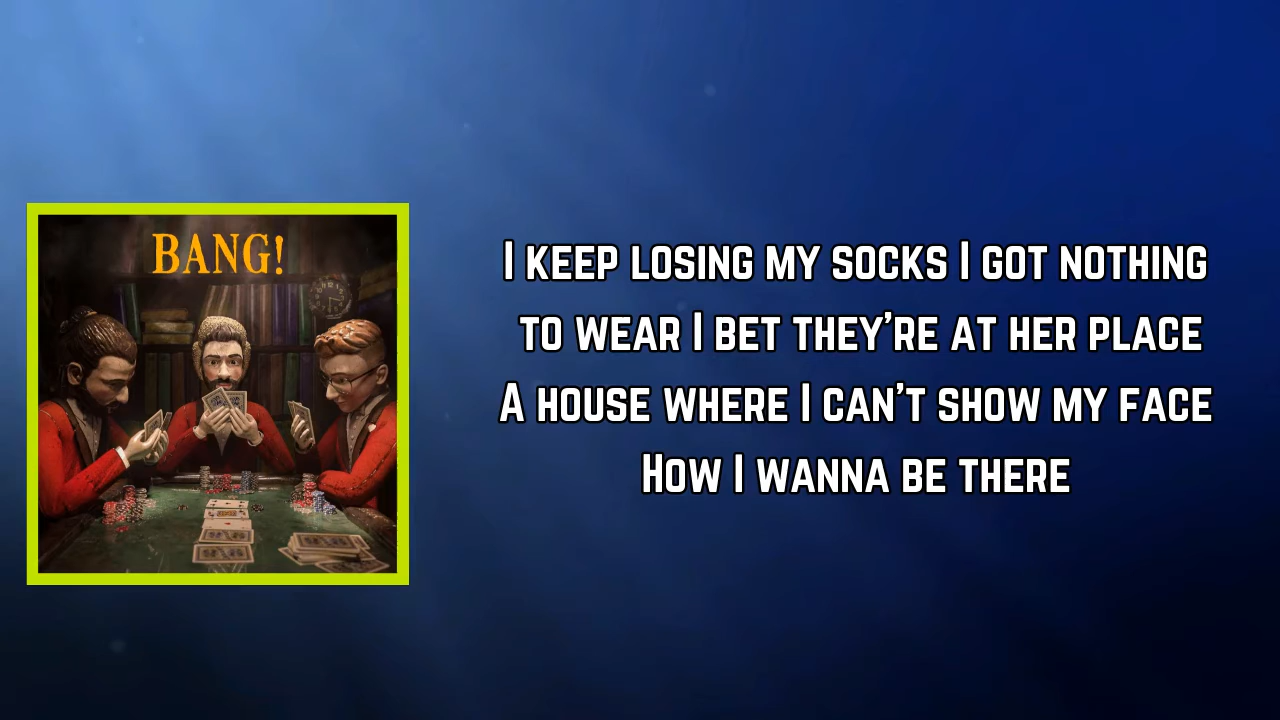 BANG!
I KEEP LOSING MY SOCKS I GOT NOTHING
TO WEAR I BET THEY'RE AT HER PLACE
A HOUSE WHERE I CAN'T SHOW MY FACE
HOW I WANNA BE THERE